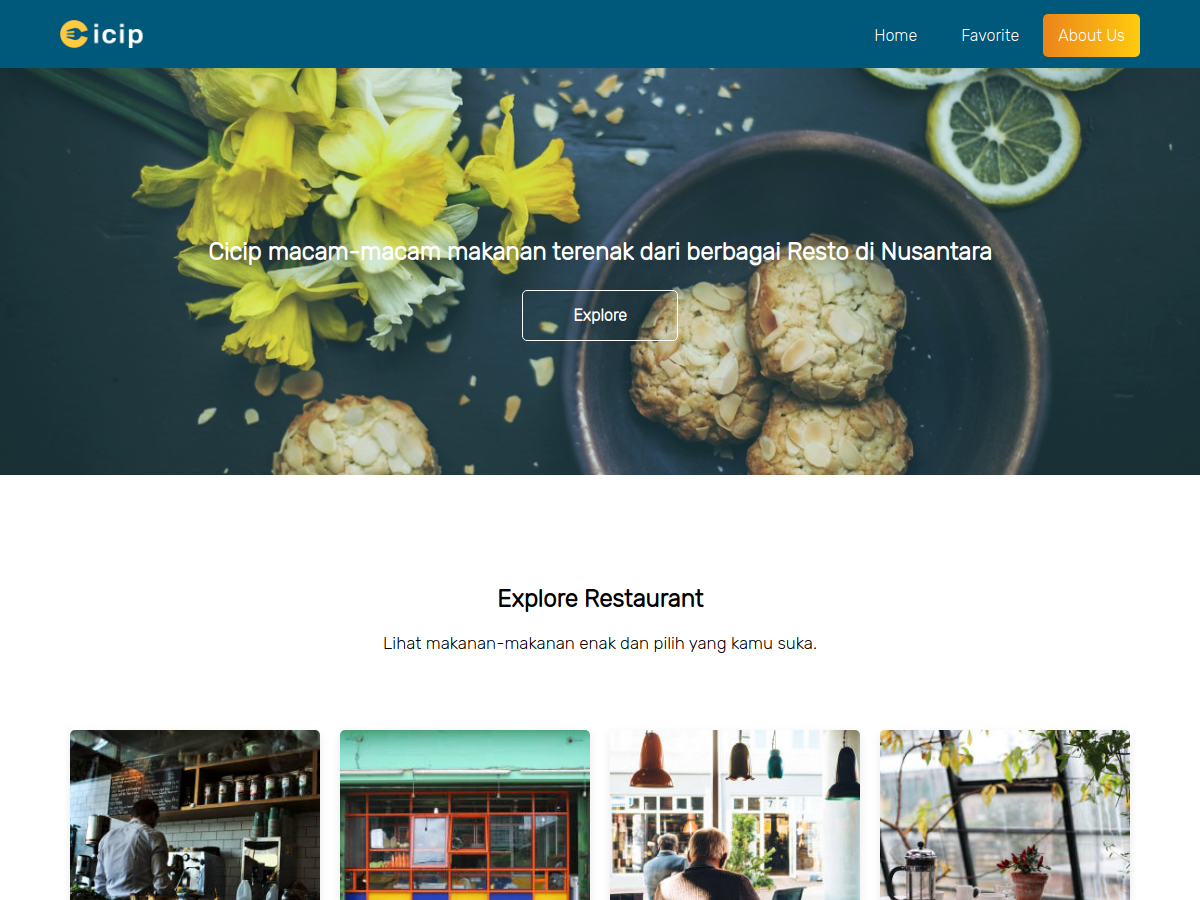 Cicip
Home
Favorite
About Us
Cicip macam-macam makanan terenak dari berbagai Resto di Nusantara
Explore
Explore Restaurant
Lihat makanan-makanan enak dan pilih yang kamu suka.